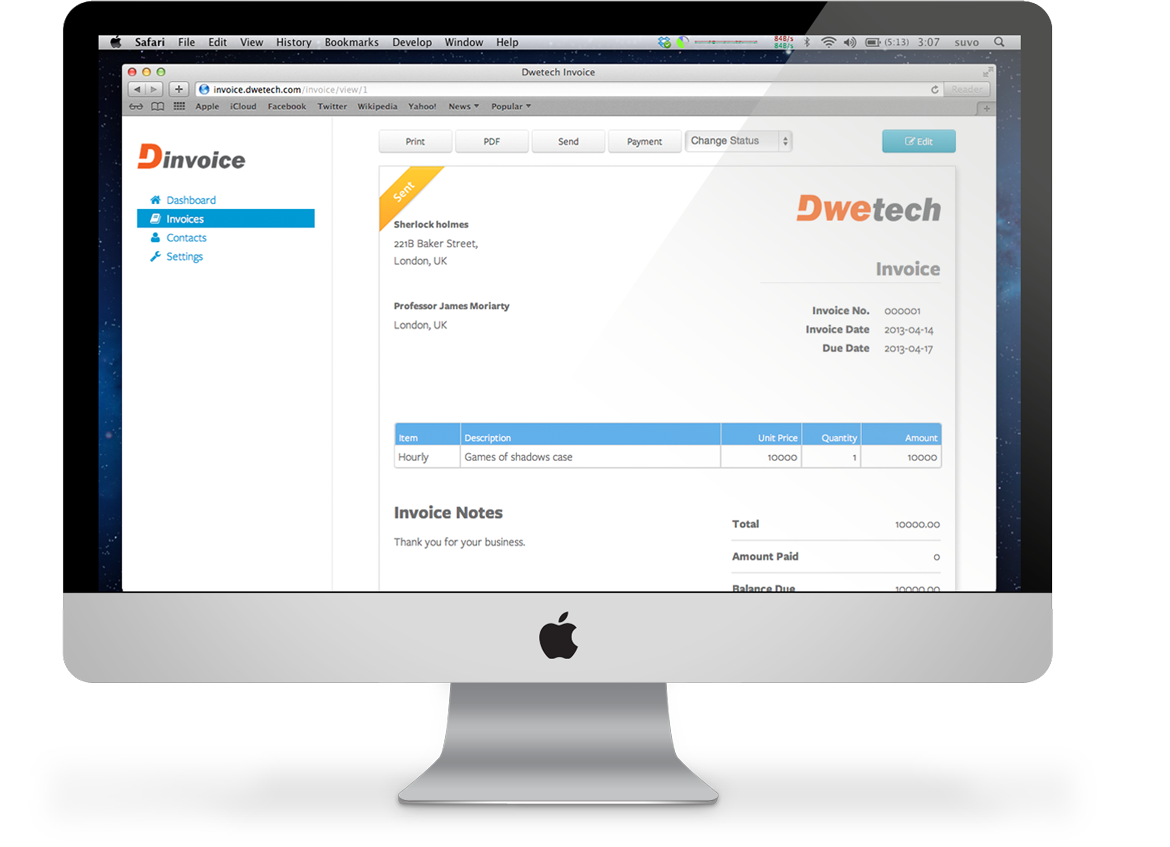 Safari File Edit View History Bookmarks Develop Window Help 84B/s 84B/s (5:13) 3:07 suvo
Dwetech Invoice
invoice.dwetech.com/invoice/view/1 Reader
Apple iCloud Facebook Twitter Wikipedia Yahoo! News Popular
Dinvoice
Dashboard
Invoices
Contacts
Settings
Print PDF Send Payment Change Status Edit
Sent
Dwetech
Sherlock holmes
221B Baker Street,
London, UK
Invoice
Professor James Moriarty
London, UK
Invoice No. 000001
Invoice Date 2013-04-14
Due Date 2013-04-17
Item Description Unit Price Quantity Amount
Hourly Games of shadows case 10000 1 10000
Invoice Notes
Thank you for your business.
Total 10000.00
Amount Paid 0
Balance Due 10000.00